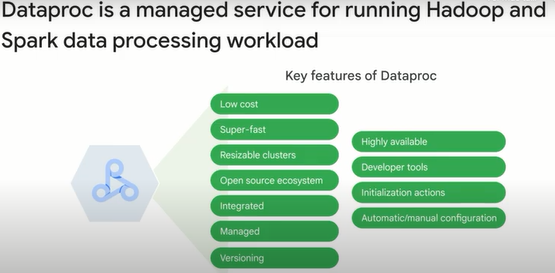 Dataproc is a managed service for running Hadoop and
Spark data processing workload
Key features of Dataproc
Low cost
Super-fast
Resizable clusters
Open source ecosystem
Integrated
Managed
Versioning
Highly available
Developer tools
Initialization actions
Automatic/manual configuration